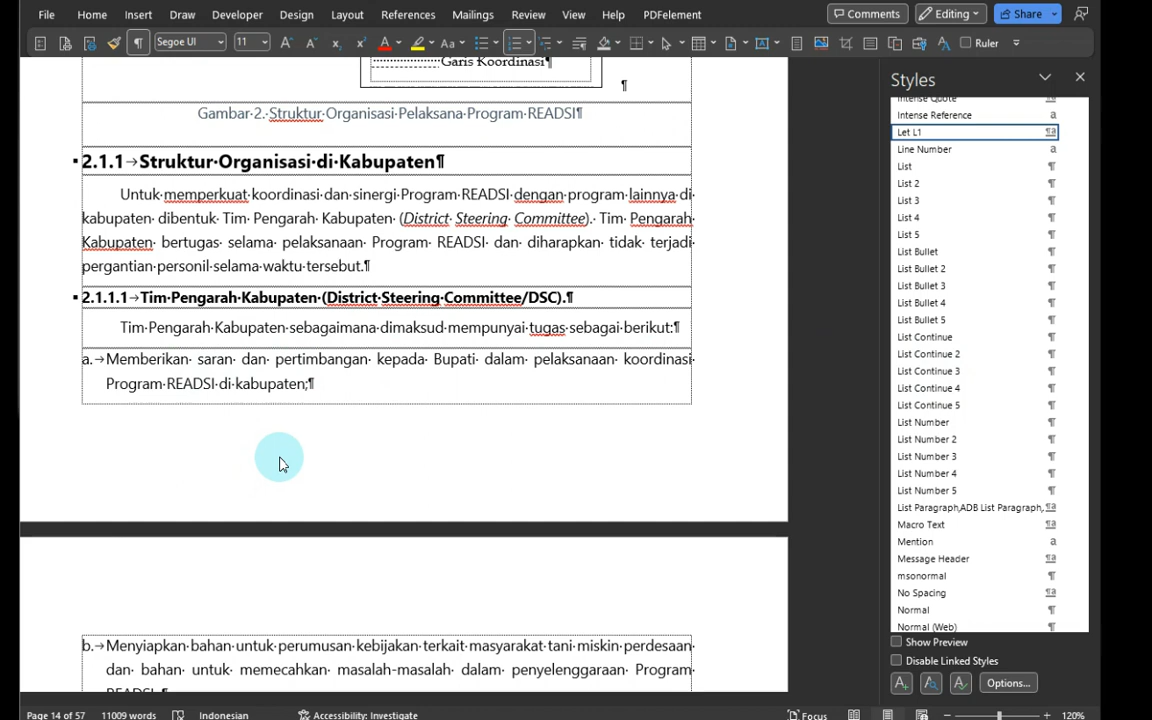 File Home Insert Draw Developer Design Layout References Mailings Review View Help PDFelement Comments Editing Share
Segoe UI 11 Ruler
Garis Koordinasi¶
¶
Gambar 2. Struktur Organisasi Pelaksana Program READSI¶
2.1.1→Struktur Organisasi di Kabupaten¶
Untuk memperkuat koordinasi dan sinergi Program READSI dengan program lainnya di
kabupaten dibentuk Tim Pengarah Kabupaten (District Steering Committee). Tim Pengarah
Kabupaten bertugas selama pelaksanaan Program READSI dan diharapkan tidak terjadi
pergantian personil selama waktu tersebut.¶
2.1.1.1→Tim Pengarah Kabupaten (District Steering Committee/DSC).¶
Tim Pengarah Kabupaten sebagaimana dimaksud mempunyai tugas sebagai berikut:¶
a.→Memberikan saran dan pertimbangan kepada Bupati dalam pelaksanaan koordinasi
Program READSI di kabupaten;¶
b.→Menyiapkan bahan untuk perumusan kebijakan terkait masyarakat tani miskin perdesaan
dan bahan untuk memecahkan masalah-masalah dalam penyelenggaraan Program
READSI.¶
Styles
Intense Quote
Intense Reference
Let L1
Line Number
List
List 2
List 3
List 4
List 5
List Bullet
List Bullet 2
List Bullet 3
List Bullet 4
List Bullet 5
List Continue
List Continue 2
List Continue 3
List Continue 4
List Continue 5
List Number
List Number 2
List Number 3
List Number 4
List Number 5
List Paragraph,ADB List Paragraph,
Macro Text
Mention
Message Header
msonormal
No Spacing
Normal
Normal (Web)
Show Preview
Disable Linked Styles
Options...
Page 14 of 57 11009 words Indonesian Accessibility: Investigate Focus 120%